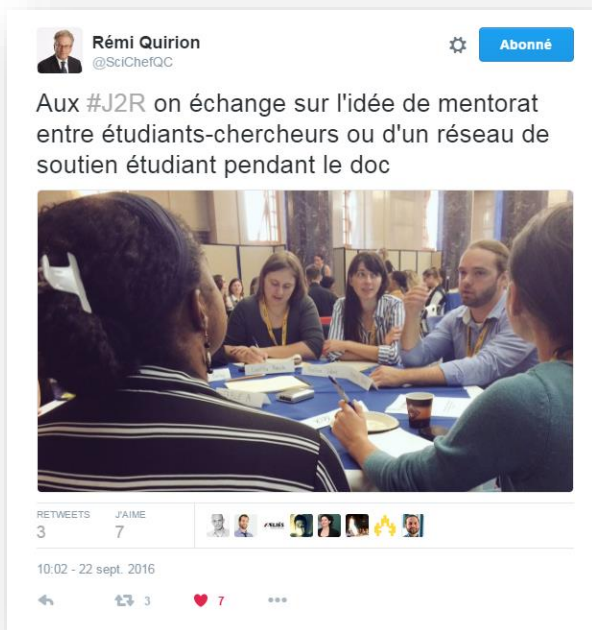 Rémi Quirion
@SciChefQC
Abonné
Aux #J2R on échange sur l'idée de mentorat
entre étudiants-chercheurs ou d'un réseau de
soutien étudiant pendant le doc
RETWEETS J'AIME
3 7
10:02 - 22 sept. 2016
3 7